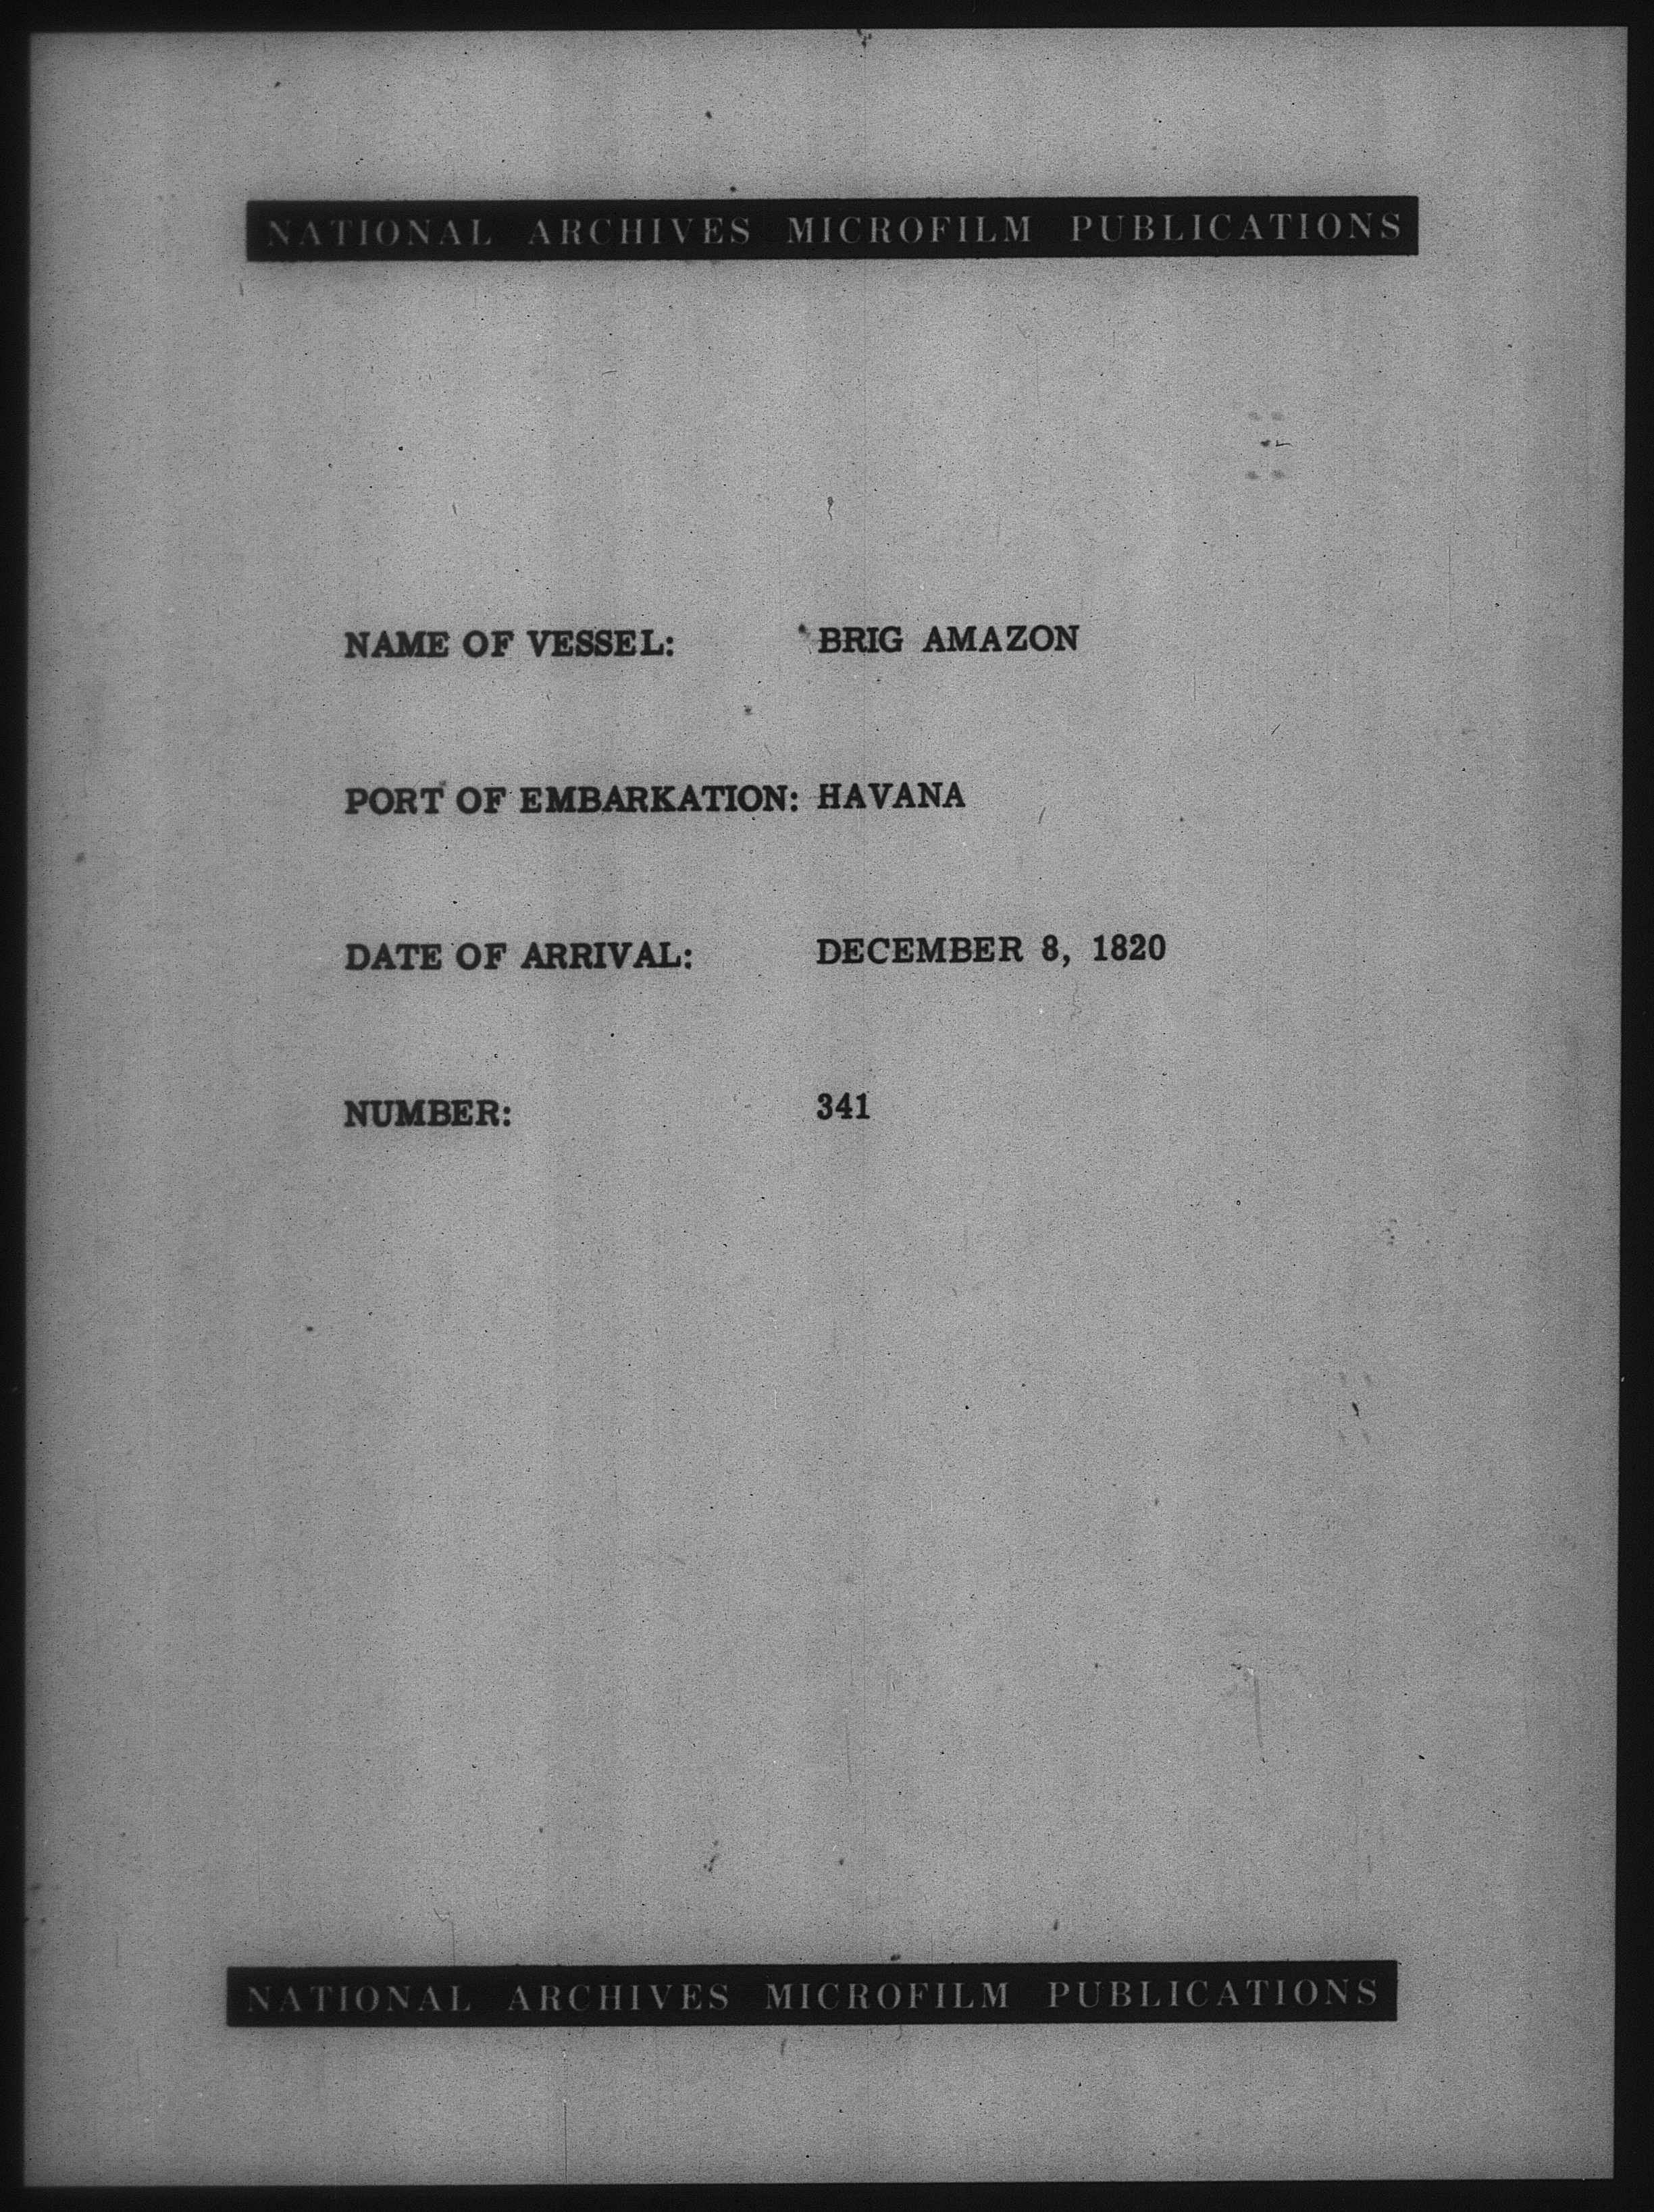 NATIONAL ARCHIVES MICROFILM PUBLICATIONS
NAME OF VESSEL: BRIG AMAZON
PORT OF EMBARKATION: HAVANA
DATE OF ARRIVAL: DECEMBER 8, 1820
NUMBER: 341
NATIONAL ARCHIVES MICROFILM PUBLICATIONS